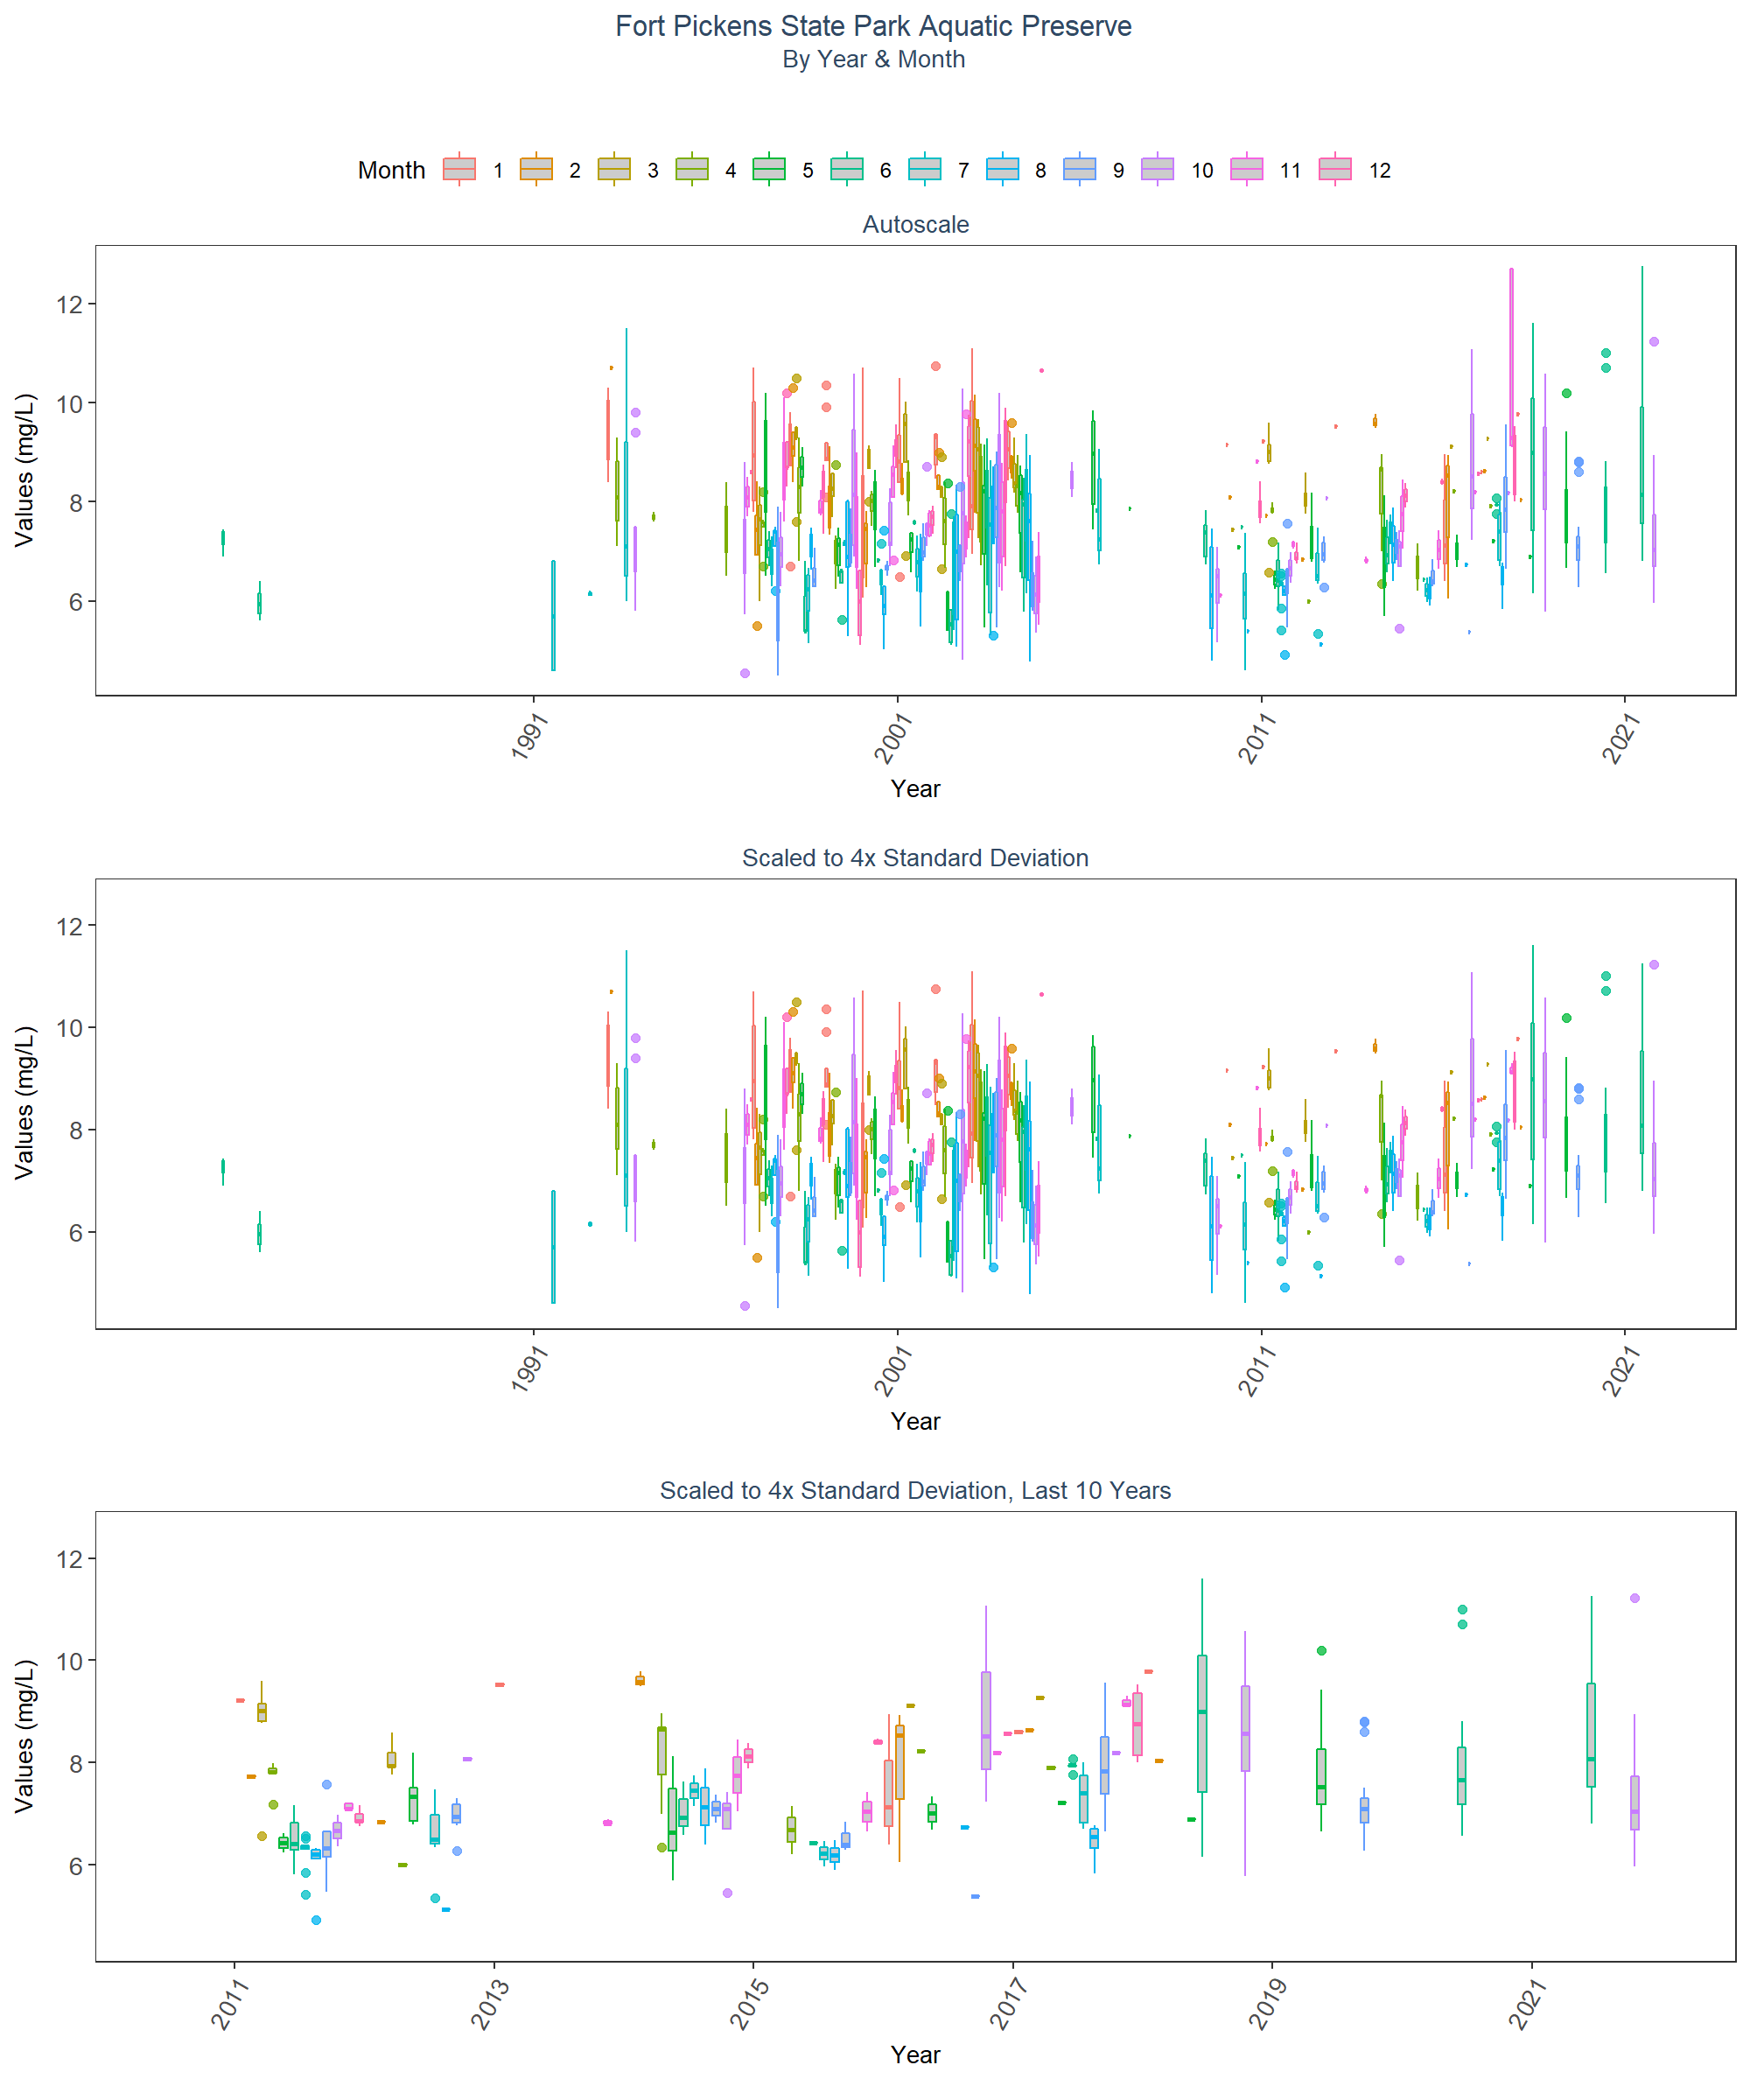 Fort Pickens State Park Aquatic Preserve
By Year & Month
Month 1 2 3 4 5 6 7 8 9 10 11 12
Autoscale
Values (mg/L)
12
10
8
6
1991 2001 2011 2021
Year
Scaled to 4x Standard Deviation
Values (mg/L)
12
10
8
6
1991 2001 2011 2021
Year
Scaled to 4x Standard Deviation, Last 10 Years
Values (mg/L)
12
10
8
6
2011 2013 2015 2017 2019 2021
Year